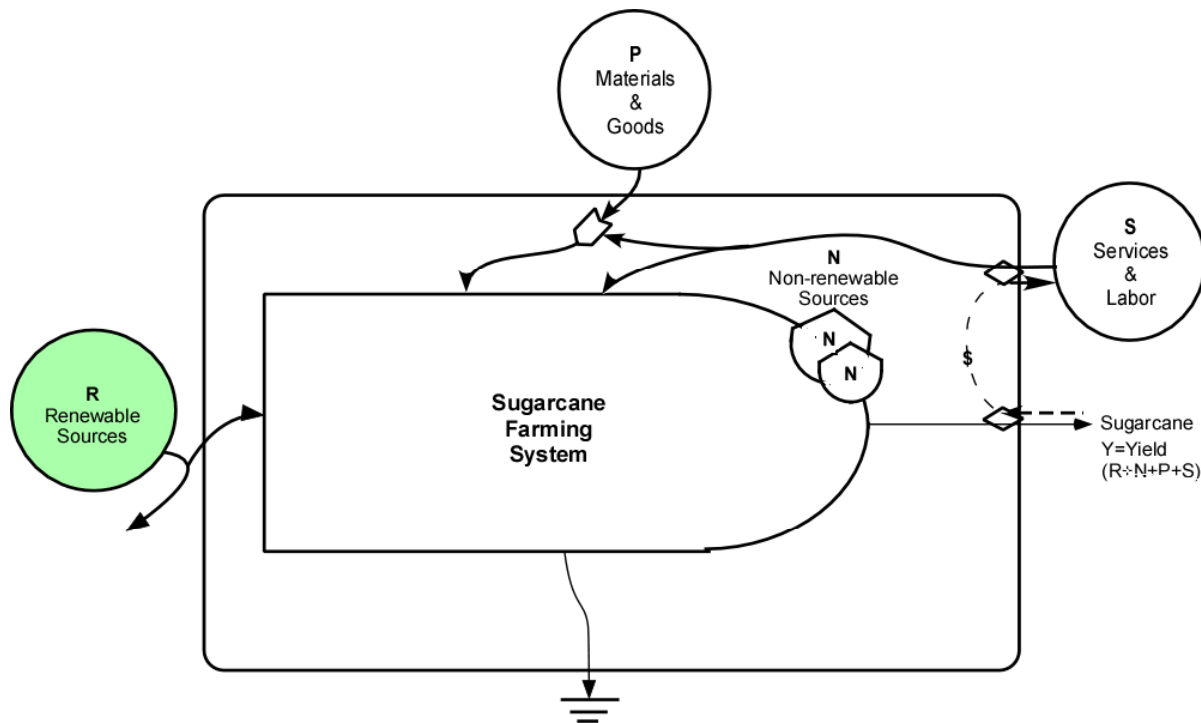 P
Materials
&
Goods
S
Services
&
Labor
N
Non-renewable
Sources
N
N
$
R
Renewable
Sources
Sugarcane
Farming
System
Sugarcane
Y=Yield
(R+N+P+S)